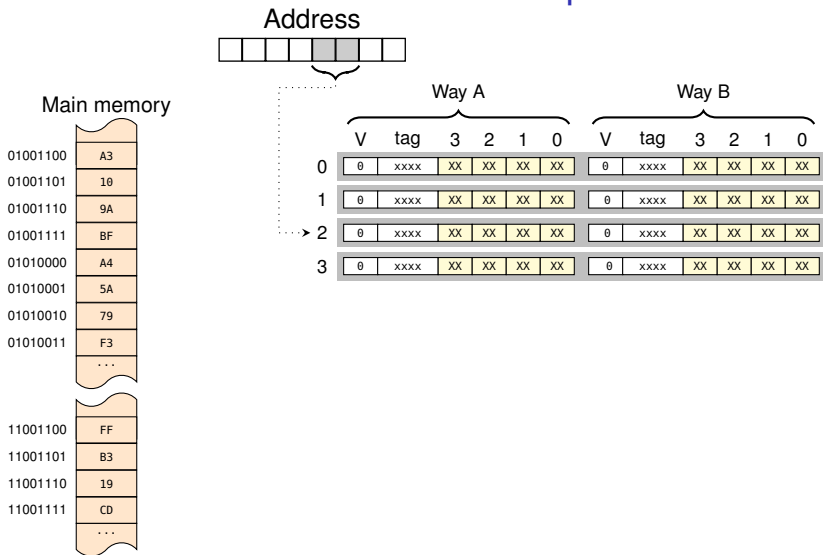 Address
Way A Way B
Main memory
V tag 3 2 1 0 V tag 3 2 1 0
01001100 A3
0 0 xxxx XX XX XX XX 0 xxxx XX XX XX XX
01001101 10
1 0 xxxx XX XX XX XX 0 xxxx XX XX XX XX
01001110 9A
01001111 BF
2 0 xxxx XX XX XX XX 0 xxxx XX XX XX XX
01010000 A4
3 0 xxxx XX XX XX XX 0 xxxx XX XX XX XX
01010001 5A
01010010 79
01010011 F3
...
11001100 FF
11001101 B3
11001110 19
11001111 CD
...